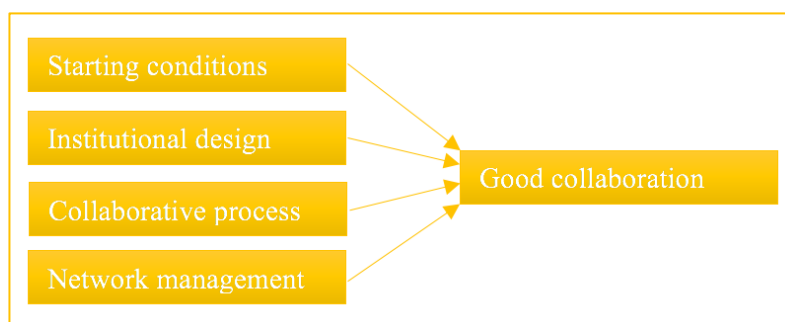 Starting conditions
Institutional design
Collaborative process
Network management
Good collaboration